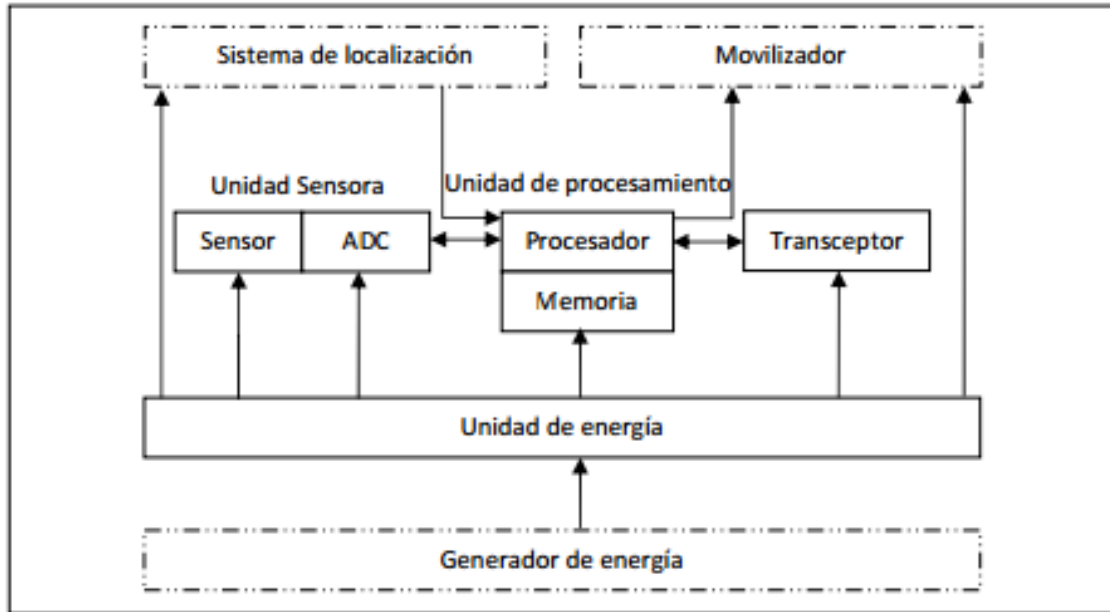 Sistema de localización
Movilizador
Unidad Sensora
Unidad de procesamiento
Sensor
ADC
Procesador
Transceptor
Memoria
Unidad de energía
Generador de energía